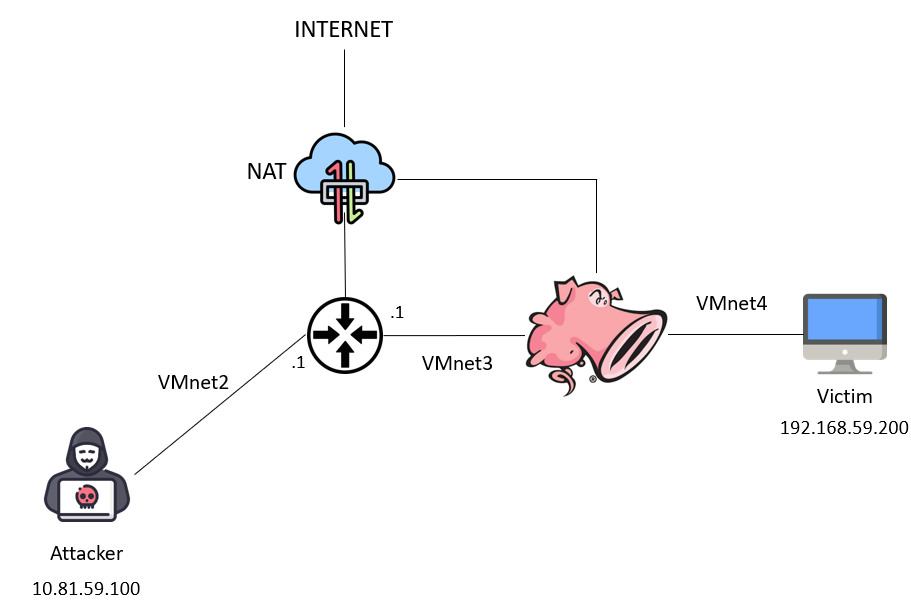 INTERNET
NAT
.1
VMnet4
.1
VMnet3
VMnet2
Victim
192.168.59.200
Attacker
10.81.59.100
®